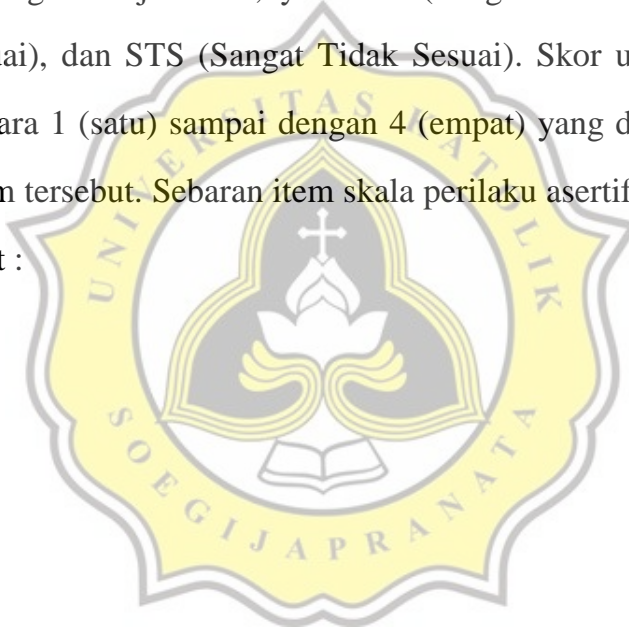 uai), dan STS (Sangat Tidak Sesuai). Skor u
ara 1 (satu) sampai dengan 4 (empat) yang d
m tersebut. Sebaran item skala perilaku asertif
t :
UNIVERSITAS KATOLIK
SOEGIJAPRANATA